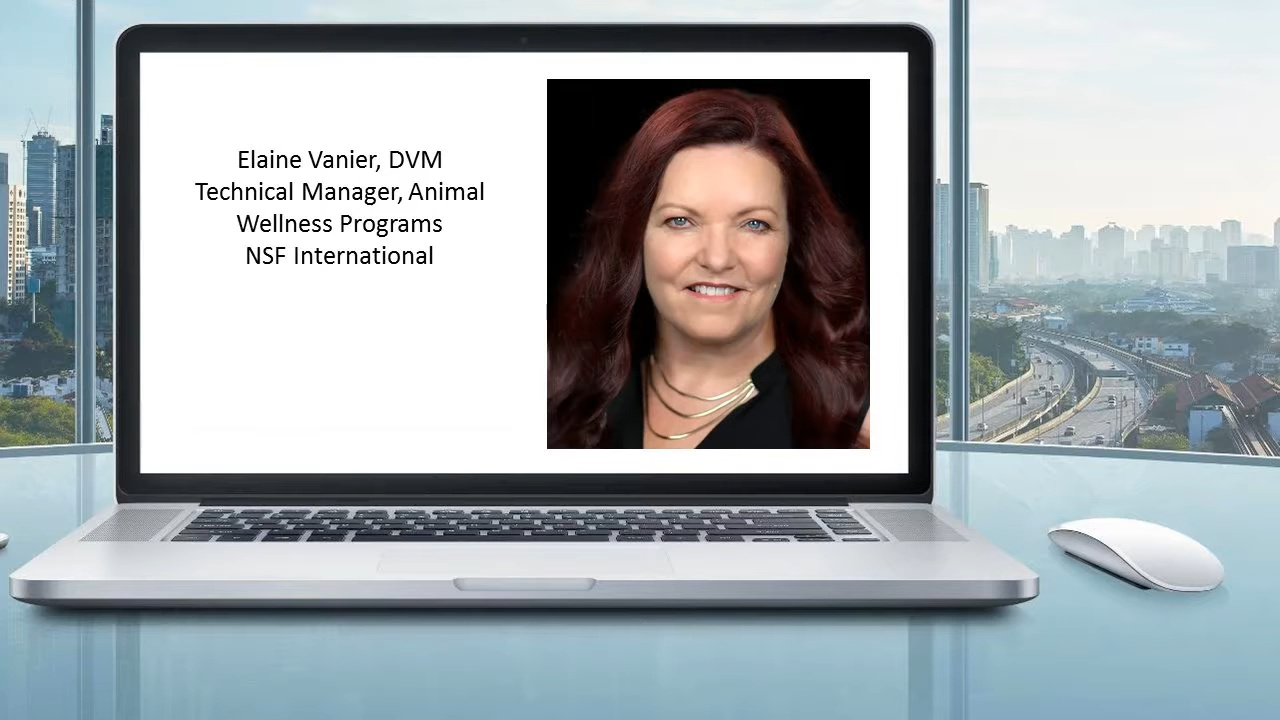 Elaine Vanier, DVM
Technical Manager, Animal
Wellness Programs
NSF International